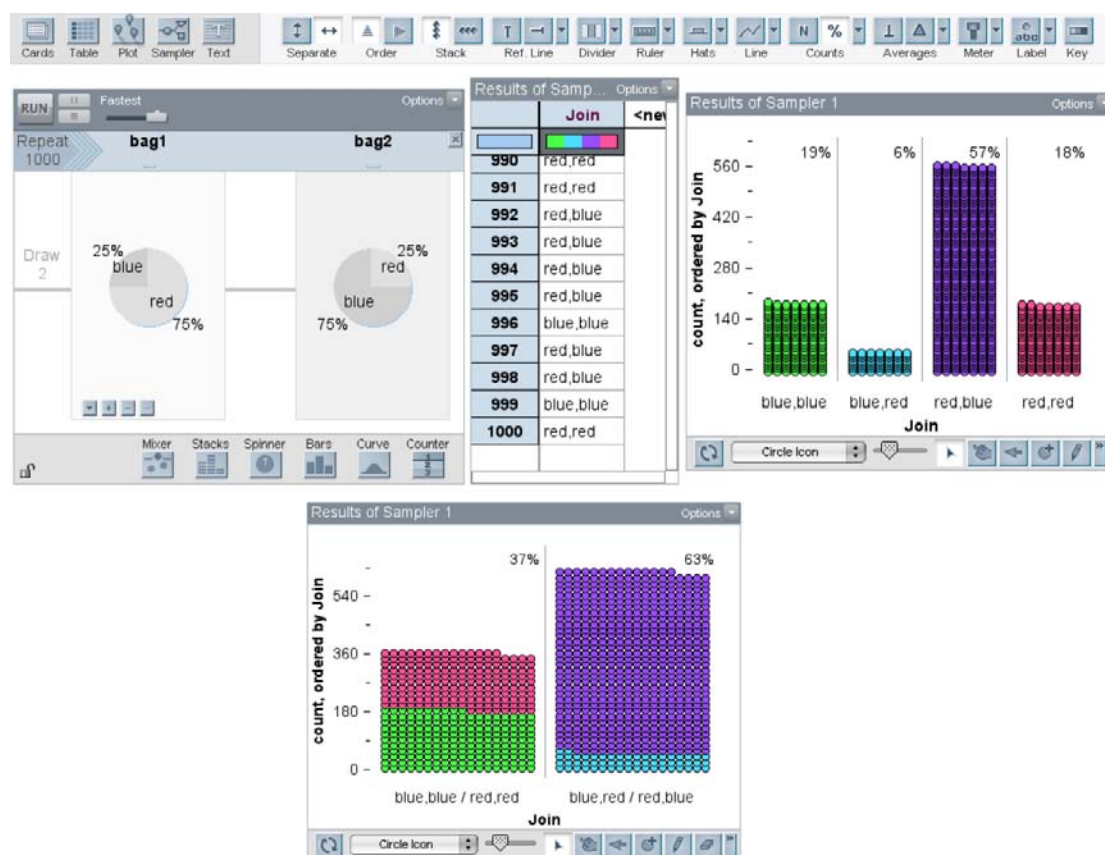 Cards Table Plot Sampler Text Separate Order Stack Ref. Line Divider Ruler Hats Line Counts Averages Meter Label Key
T N % abc
RUN Fastest Options
Repeat 1000 bag1 bag2
Draw 2
25% blue red 75%
25% red blue 75%
Mixer Stacks Spinner Bars Curve Counter
1 2 3
Results of Samp... Options
Join <new
990 red,red
991 red,red
992 red,blue
993 red,blue
994 red,blue
995 red,blue
996 blue,blue
997 red,blue
998 red,blue
999 blue,blue
1000 red,red
Results of Sampler 1 Options
19% 6% 57% 18%
560
420
280
140
0
count, ordered by Join
blue,blue blue,red red,blue red,red
Join
Circle Icon
Results of Sampler 1 Options
37% 63%
540
360
180
0
count, ordered by Join
blue,blue / red,red blue,red / red,blue
Join
Circle Icon